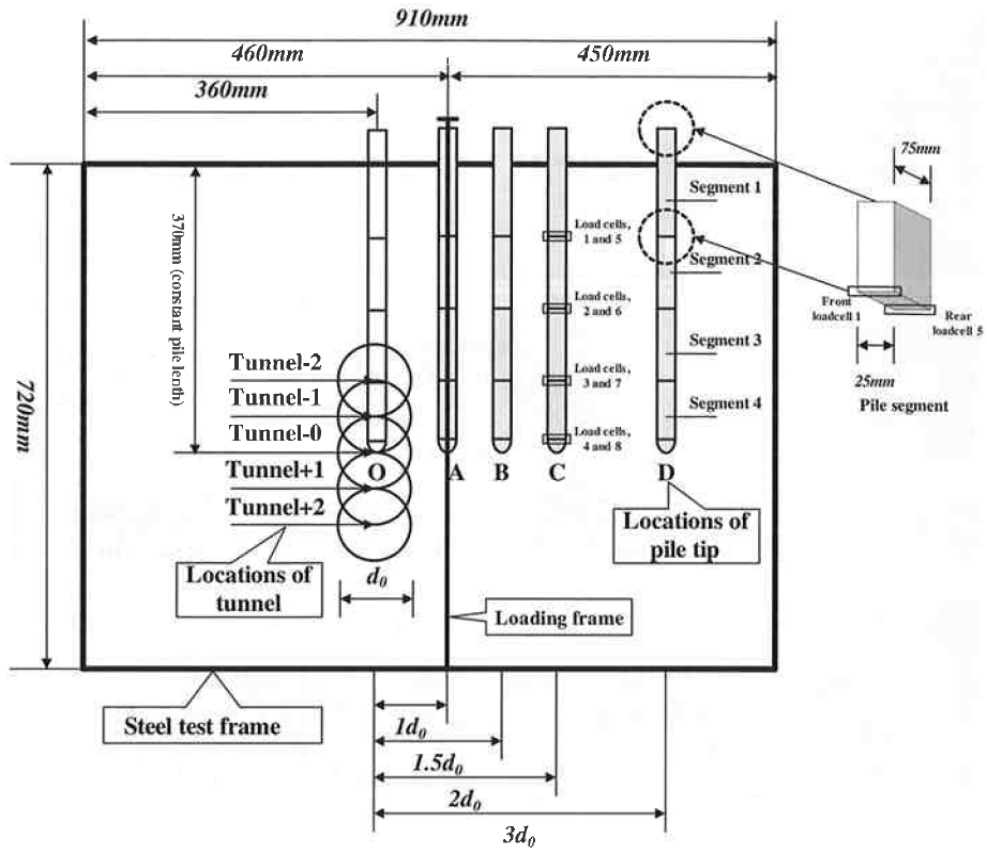 910mm
460mm
450mm
360mm
75mm
370mm (constant pile lenth)
720mm
Segment 1
Load cells,
1 and 5
Segment 2
Load cells,
2 and 6
Front
loadcell 1
Rear
loadcell 5
Segment 3
25mm
Pile segment
Tunnel-2
Load cells,
3 and 7
Tunnel-1
Segment 4
Tunnel-0
Load cells,
4 and 8
O
A
B
C
D
Tunnel+1
Tunnel+2
Locations of
pile tip
Locations of
tunnel
d0
Loading frame
Steel test frame
1d0
1.5d0
2d0
3d0